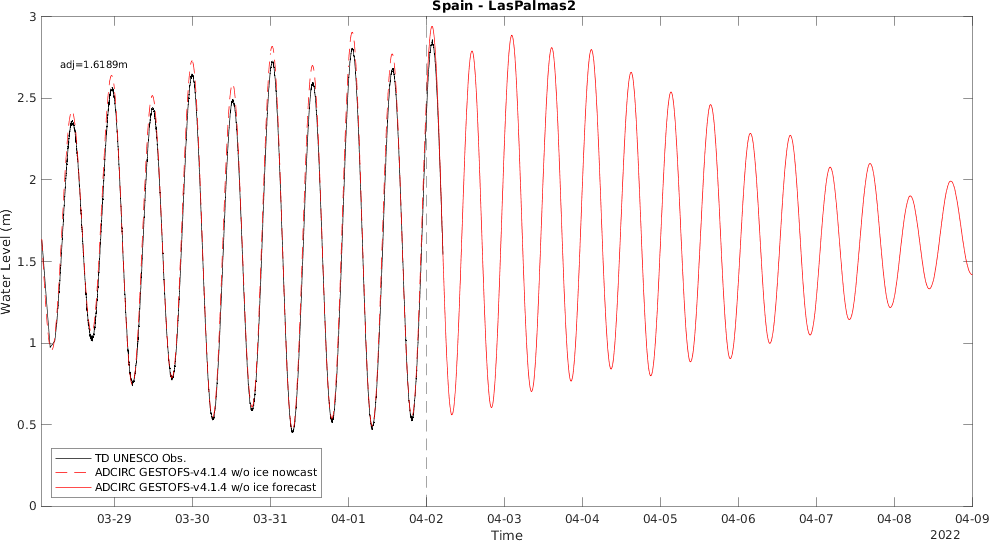 Spain - LasPalmas2
adj=1.6189m
Water Level (m)
3
2.5
2
1.5
1
0.5
0
TD UNESCO Obs.
ADCIRC GESTOFS-v4.1.4 w/o ice nowcast
ADCIRC GESTOFS-v4.1.4 w/o ice forecast
03-29 03-30 03-31 04-01 04-02 04-03 04-04 04-05 04-06 04-07 04-08 04-09
Time
2022